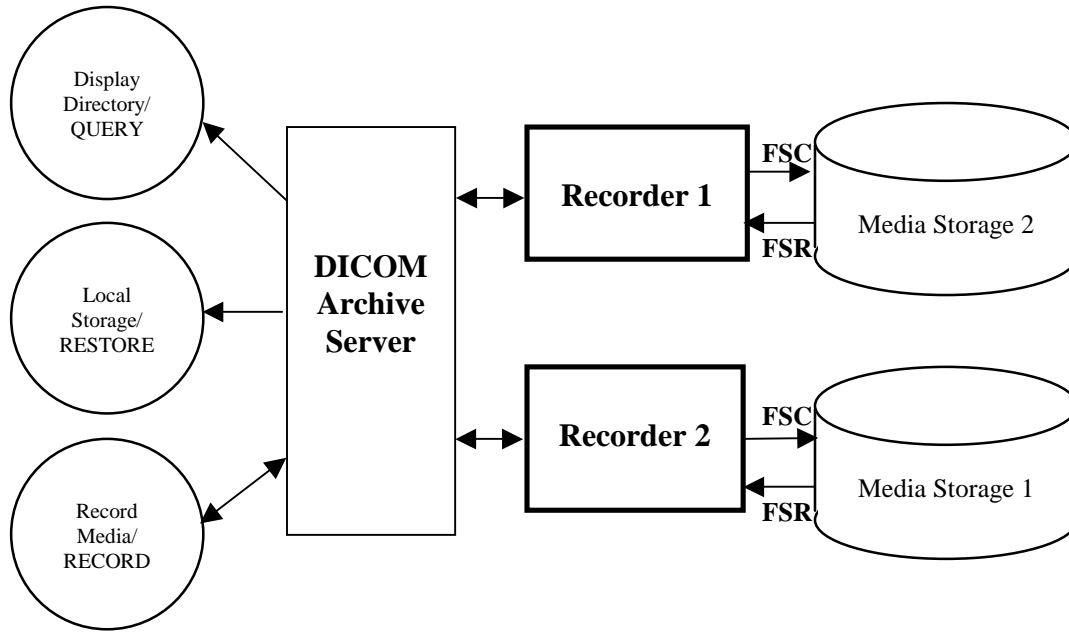 Display
Directory/
QUERY
Local
Storage/
RESTORE
Record
Media/
RECORD
DICOM
Archive
Server
Recorder 1
FSC
FSR
Media Storage 2
Recorder 2
FSC
FSR
Media Storage 1